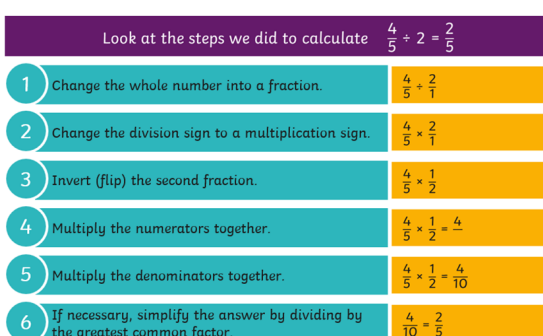 Look at the steps we did to calculate 4/5 ÷ 2 = 2/5
1 Change the whole number into a fraction. 4/5 ÷ 2/1
2 Change the division sign to a multiplication sign. 4/5 × 2/1
3 Invert (flip) the second fraction. 4/5 × 1/2
4 Multiply the numerators together. 4/5 × 1/2 = 4/
5 Multiply the denominators together. 4/5 × 1/2 = 4/10
6 If necessary, simplify the answer by dividing by
the greatest common factor. 4/10 = 2/5